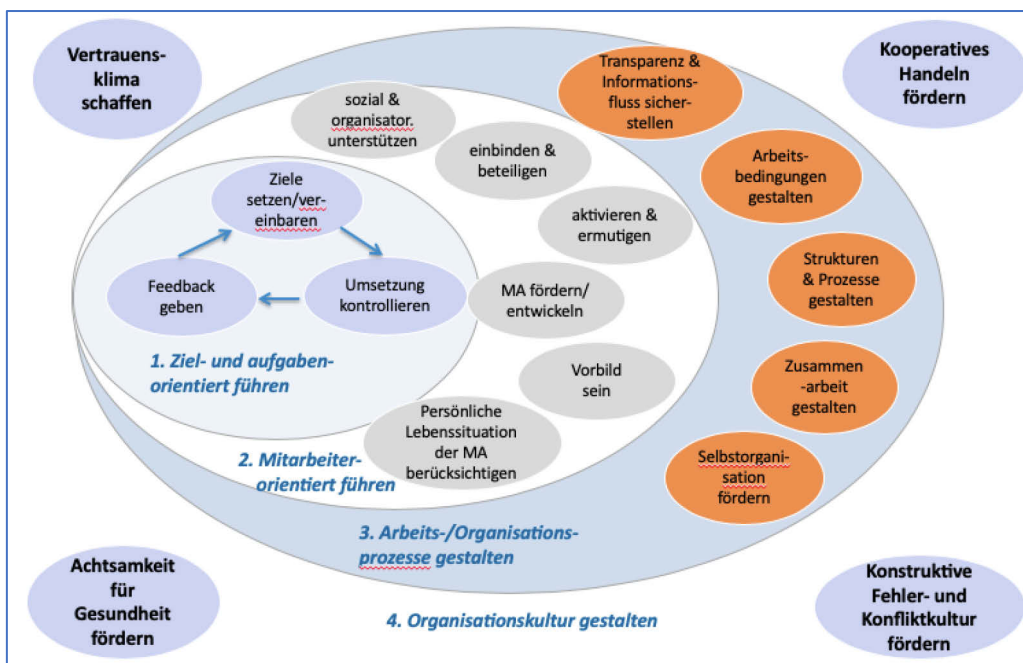 Vertrauens-
klima
schaffen
Kooperatives
Handeln
fördern
Transparenz &
Informations-
fluss sicher-
stellen
sozial &
organisator.
unterstützen
einbinden &
beteiligen
Arbeits-
bedingungen
gestalten
Ziele
setzen/ver-
einbaren
aktivieren &
ermutigen
Feedback
geben
Umsetzung
kontrollieren
MA fördern/
entwickeln
Strukturen
& Prozesse
gestalten
1. Ziel- und aufgaben-
orientiert führen
Vorbild
sein
Zusammen
-arbeit
gestalten
Persönliche
Lebenssituation
der MA
berücksichtigen
2. Mitarbeiter-
orientiert führen
Selbstorgani-
sation
fördern
3. Arbeits-/Organisations-
prozesse gestalten
Achtsamkeit
für
Gesundheit
fördern
4. Organisationskultur gestalten
Konstruktive
Fehler- und
Konfliktkultur
fördern